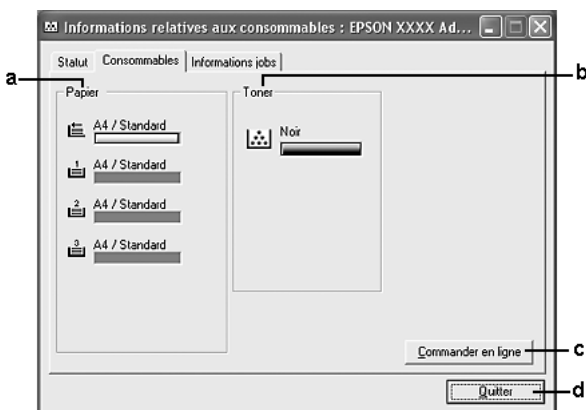 Informations relatives aux consommables : EPSON XXXX Ad...
Statut Consommables Informations jobs
a
Papier
A4 / Standard
1 A4 / Standard
2 A4 / Standard
3 A4 / Standard
b
Toner
Noir
Commander en ligne
c
Quitter
d